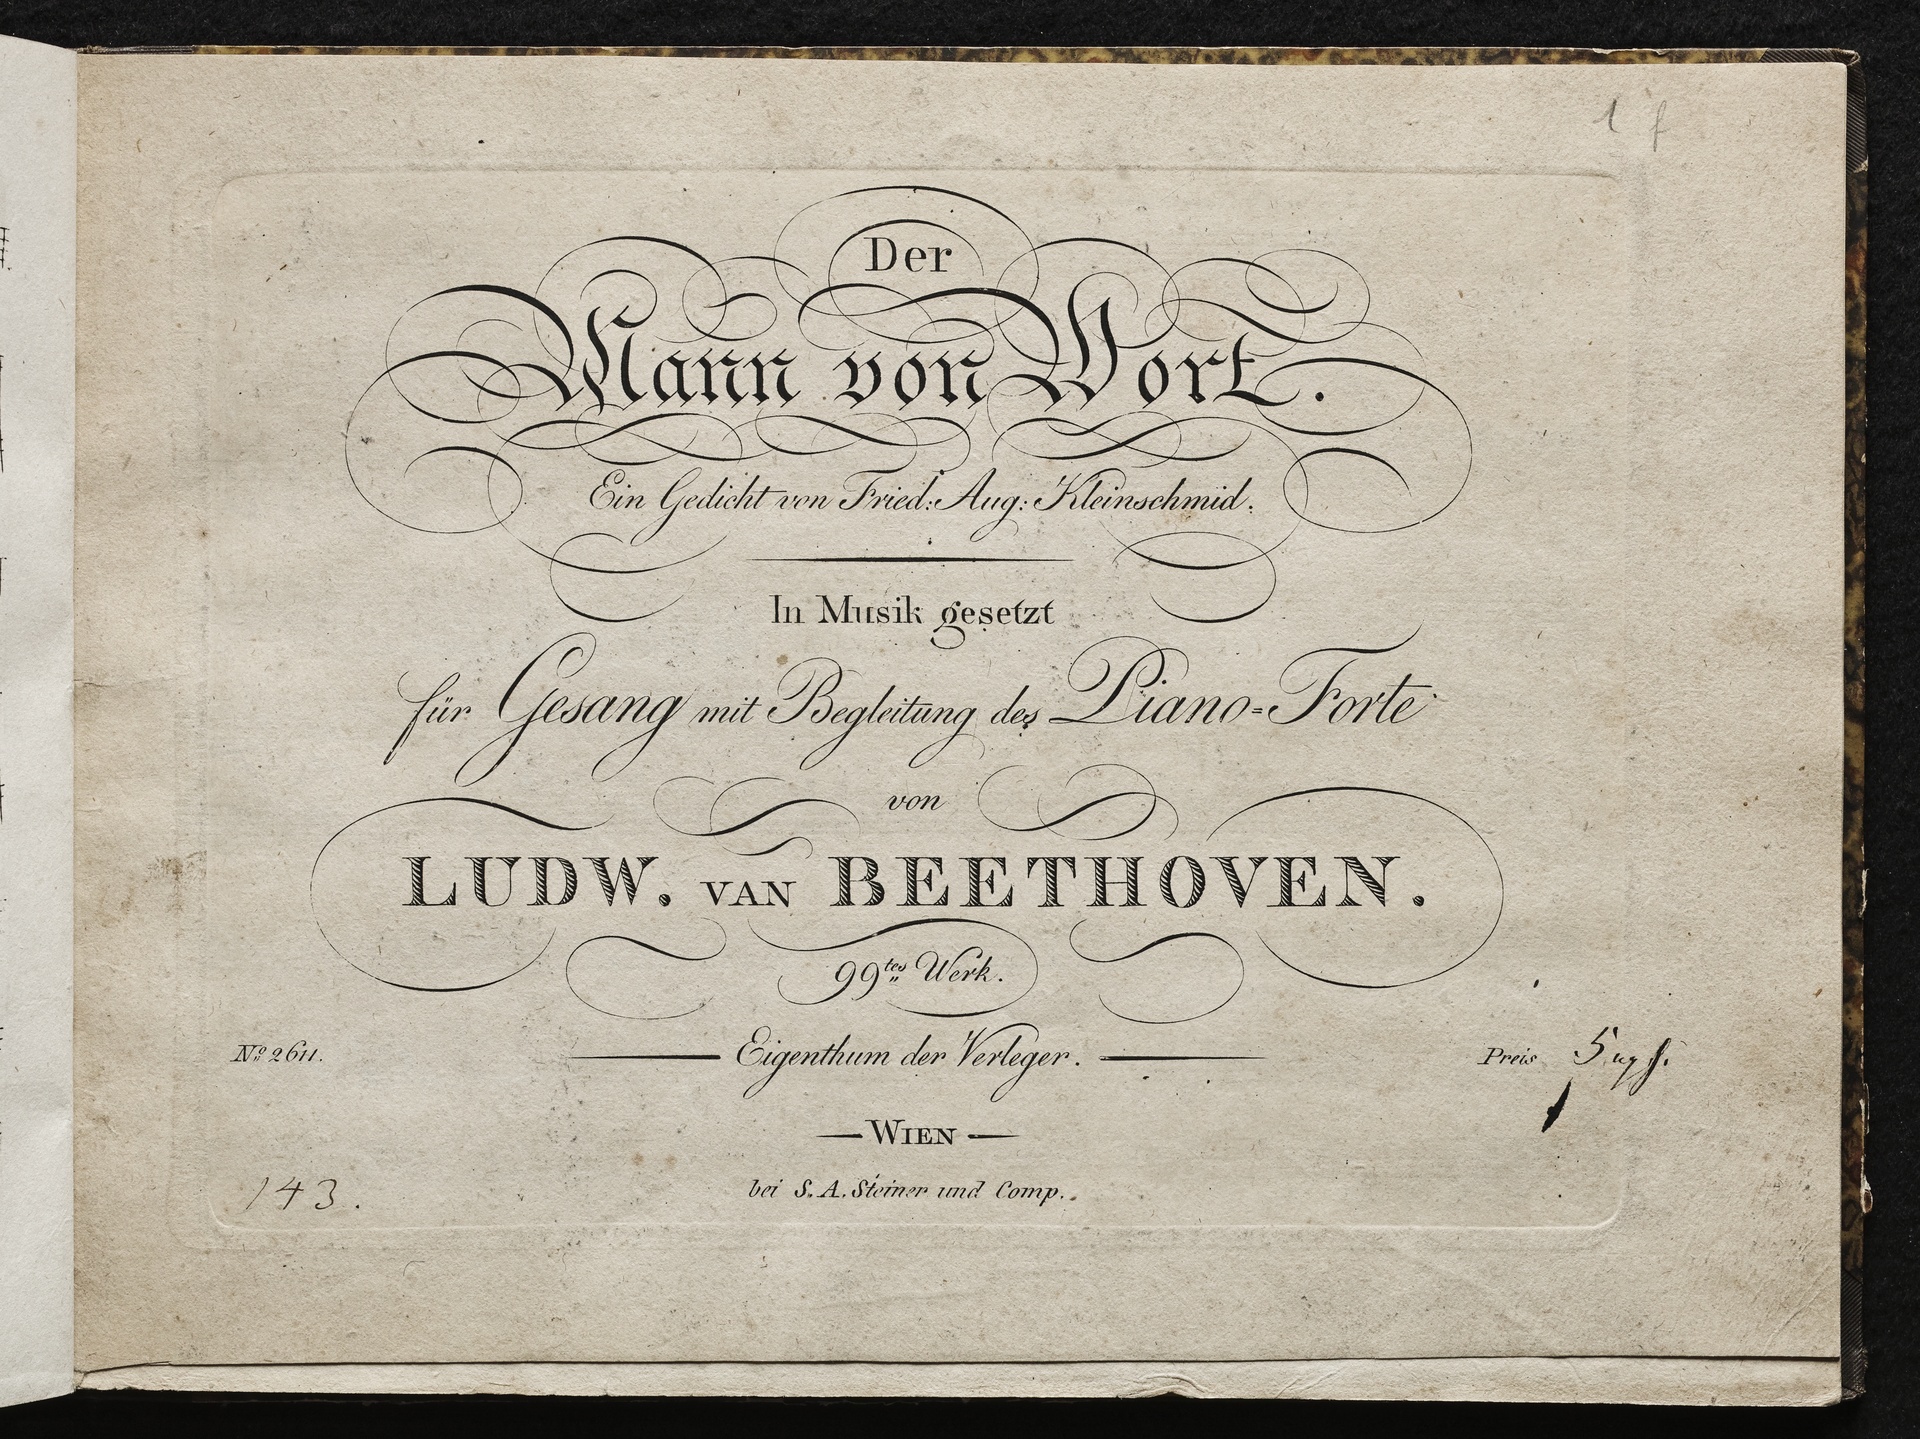 Der
Mann von Wort.
Ein Gedicht von Fried: Aug: Kleinschmid.
In Musik gesetzt
für Gesang mit Begleitung des Piano=Forte
von
LUDW. VAN BEETHOVEN.
99tes Werk.
No 2611.
Eigenthum der Verleger.
Preis 5
WIEN
bei S. A. Steiner und Comp.
143.